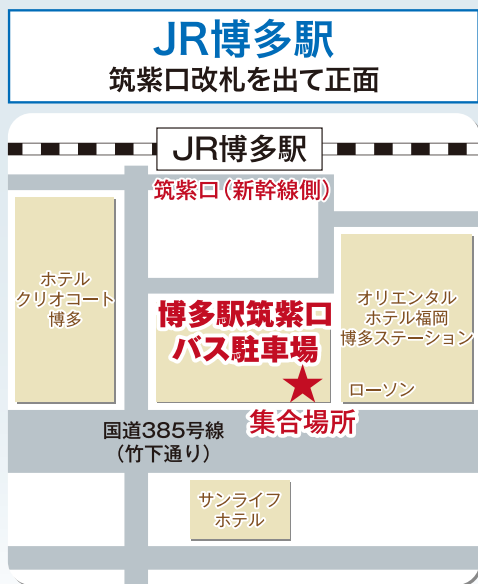 JR博多駅
筑紫口改札を出て正面
JR博多駅
筑紫口（新幹線側）
ホテル
クリオコート
博多
博多駅筑紫口
バス駐車場
オリエンタル
ホテル福岡
博多ステーション
ローソン
集合場所
国道385号線
（竹下通り）
サンライフ
ホテル